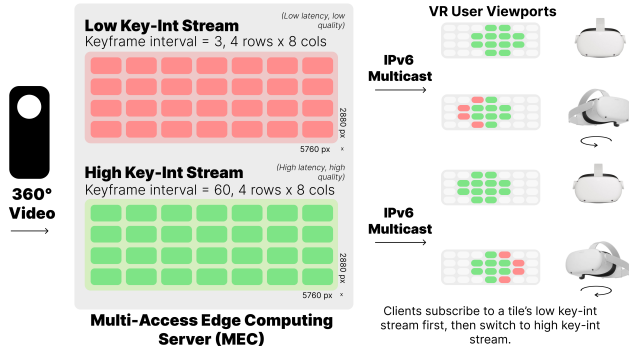 360°
Video
Low Key-Int Stream
(Low latency, low
quality)
Keyframe interval = 3, 4 rows x 8 cols
2880 px
5760 px
x
High Key-Int Stream
(High latency, high
quality)
Keyframe interval = 60, 4 rows x 8 cols
2880 px
5760 px
x
Multi-Access Edge Computing
Server (MEC)
IPv6
Multicast
IPv6
Multicast
VR User Viewports
Clients subscribe to a tile's low key-int
stream first, then switch to high key-int
stream.